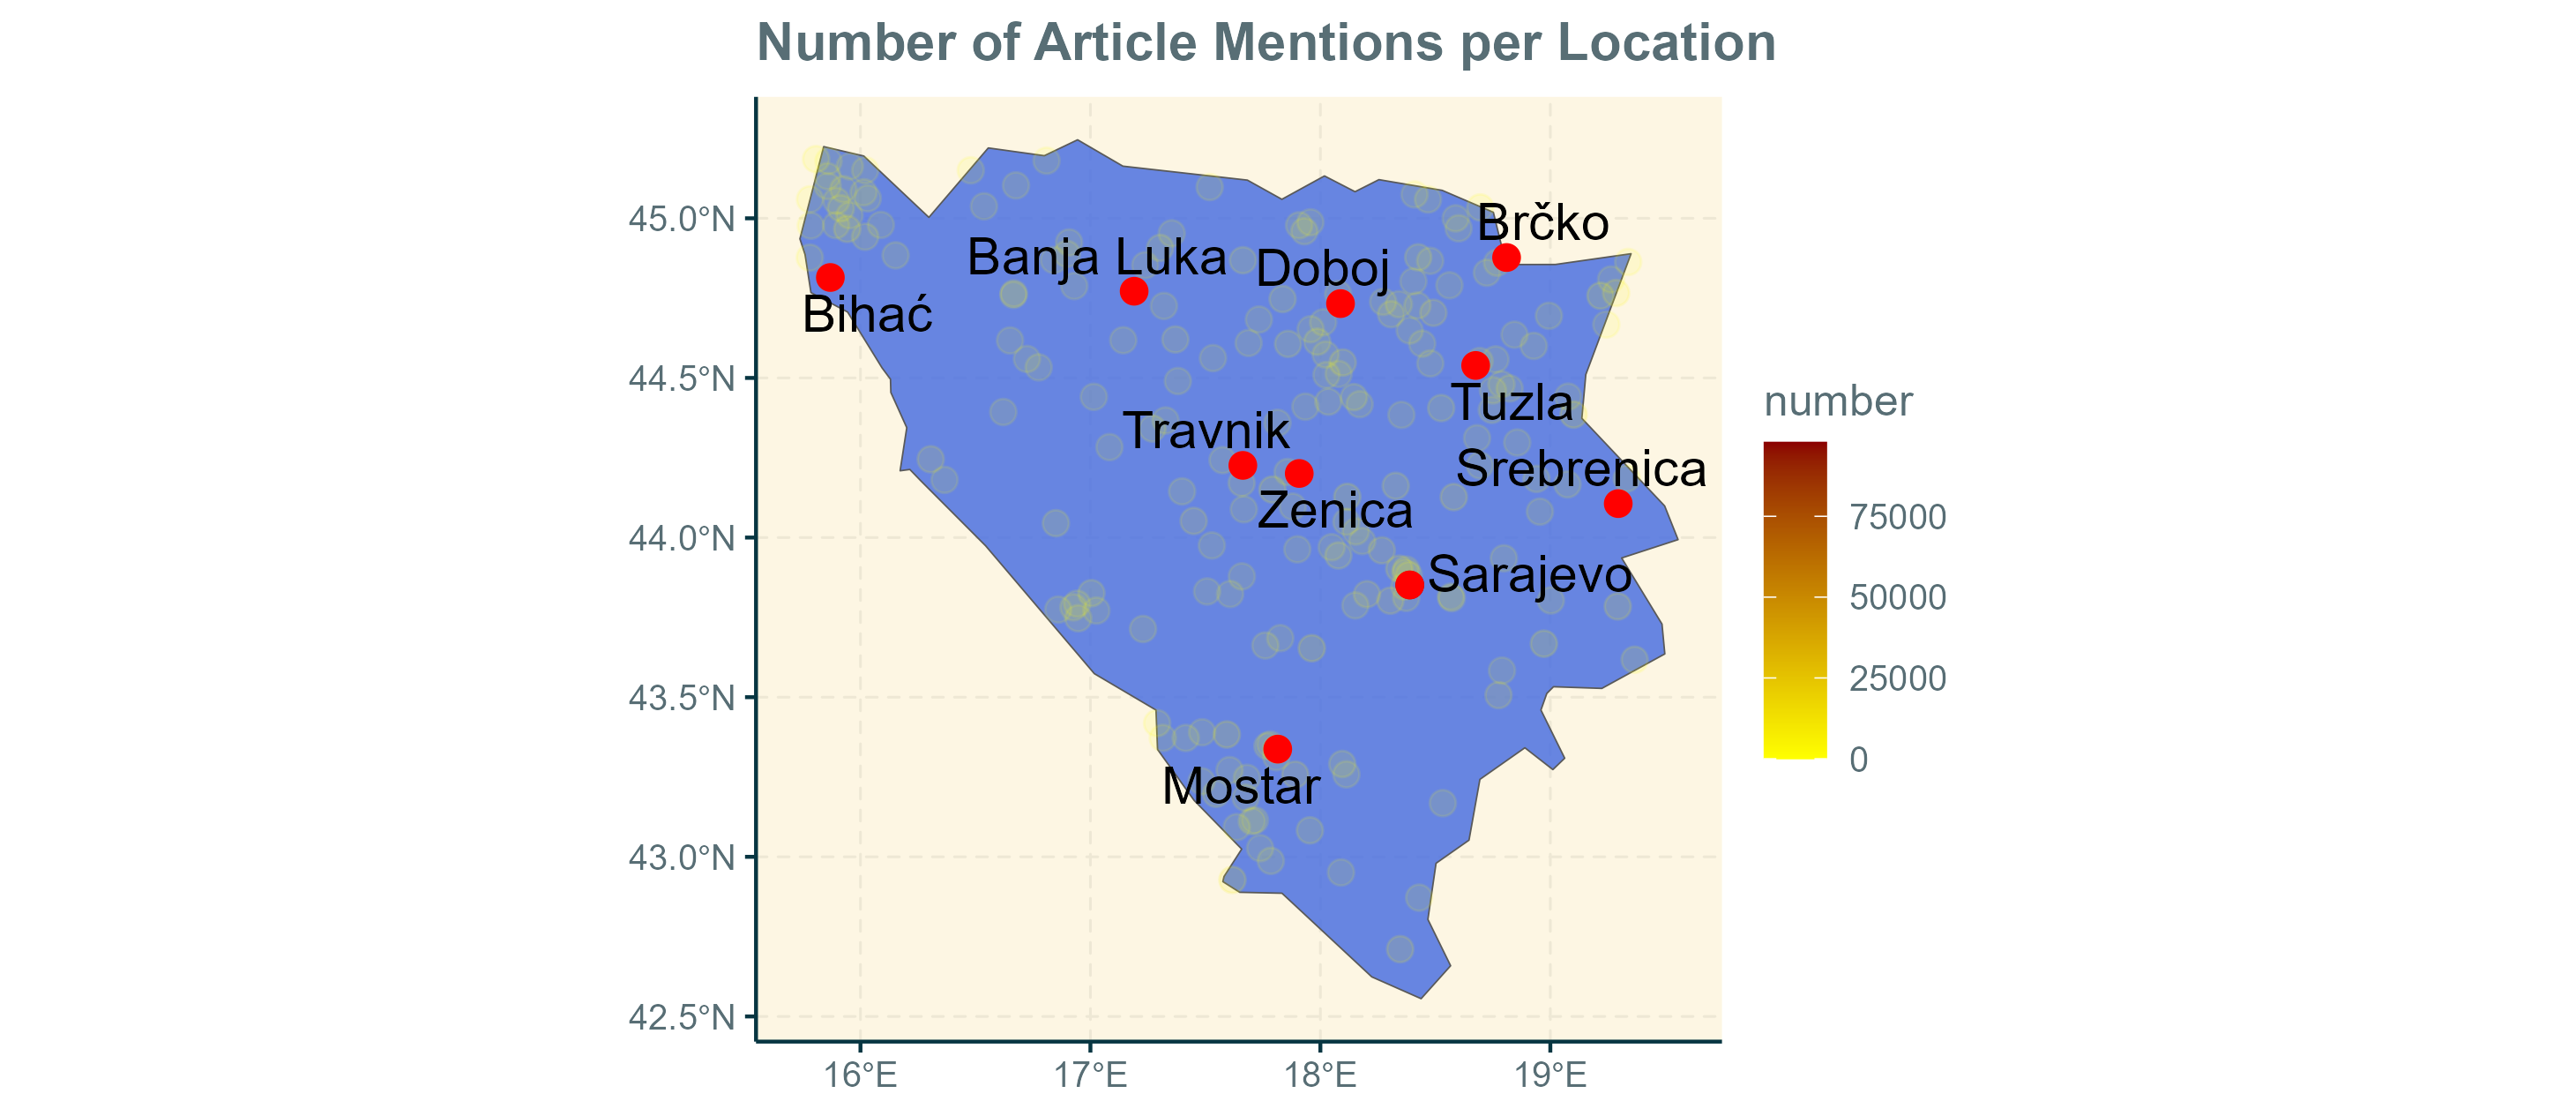 Number of Article Mentions per Location
45.0°N
44.5°N
44.0°N
43.5°N
43.0°N
42.5°N
16°E
17°E
18°E
19°E
Brčko
Banja Luka
Doboj
Bihać
Tuzla
Travnik
Srebrenica
Zenica
Sarajevo
Mostar
number
75000
50000
25000
0